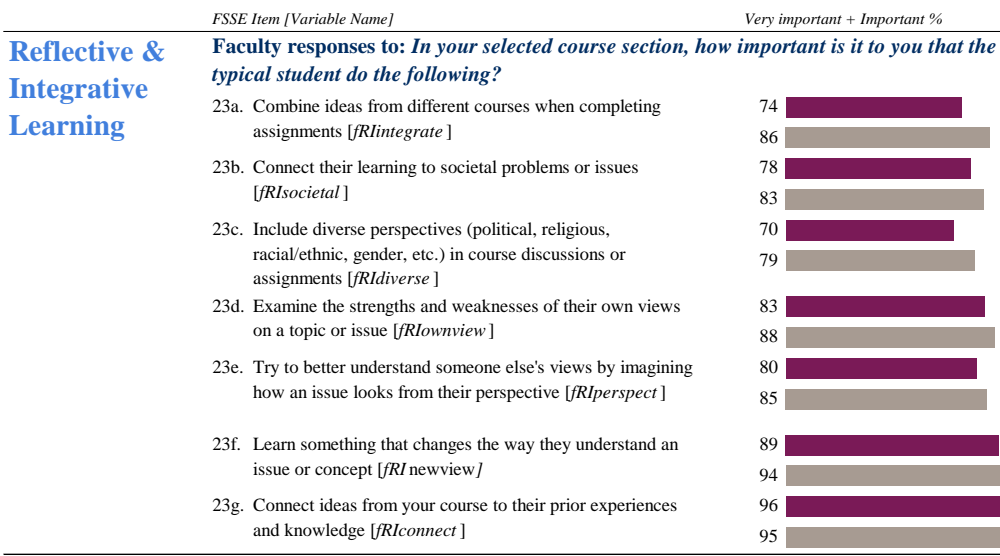 FSSE Item [Variable Name]
Very important + Important %
Reflective &
Integrative
Learning
Faculty responses to: In your selected course section, how important is it to you that the
typical student do the following?
23a. Combine ideas from different courses when completing
assignments [fRIintegrate]
74
86
23b. Connect their learning to societal problems or issues
[fRIsocietal]
78
83
23c. Include diverse perspectives (political, religious,
racial/ethnic, gender, etc.) in course discussions or
assignments [fRIdiverse]
70
79
23d. Examine the strengths and weaknesses of their own views
on a topic or issue [fRIownview]
83
88
23e. Try to better understand someone else's views by imagining
how an issue looks from their perspective [fRIperspect]
80
85
23f. Learn something that changes the way they understand an
issue or concept [fRI newview]
89
94
23g. Connect ideas from your course to their prior experiences
and knowledge [fRIconnect]
96
95